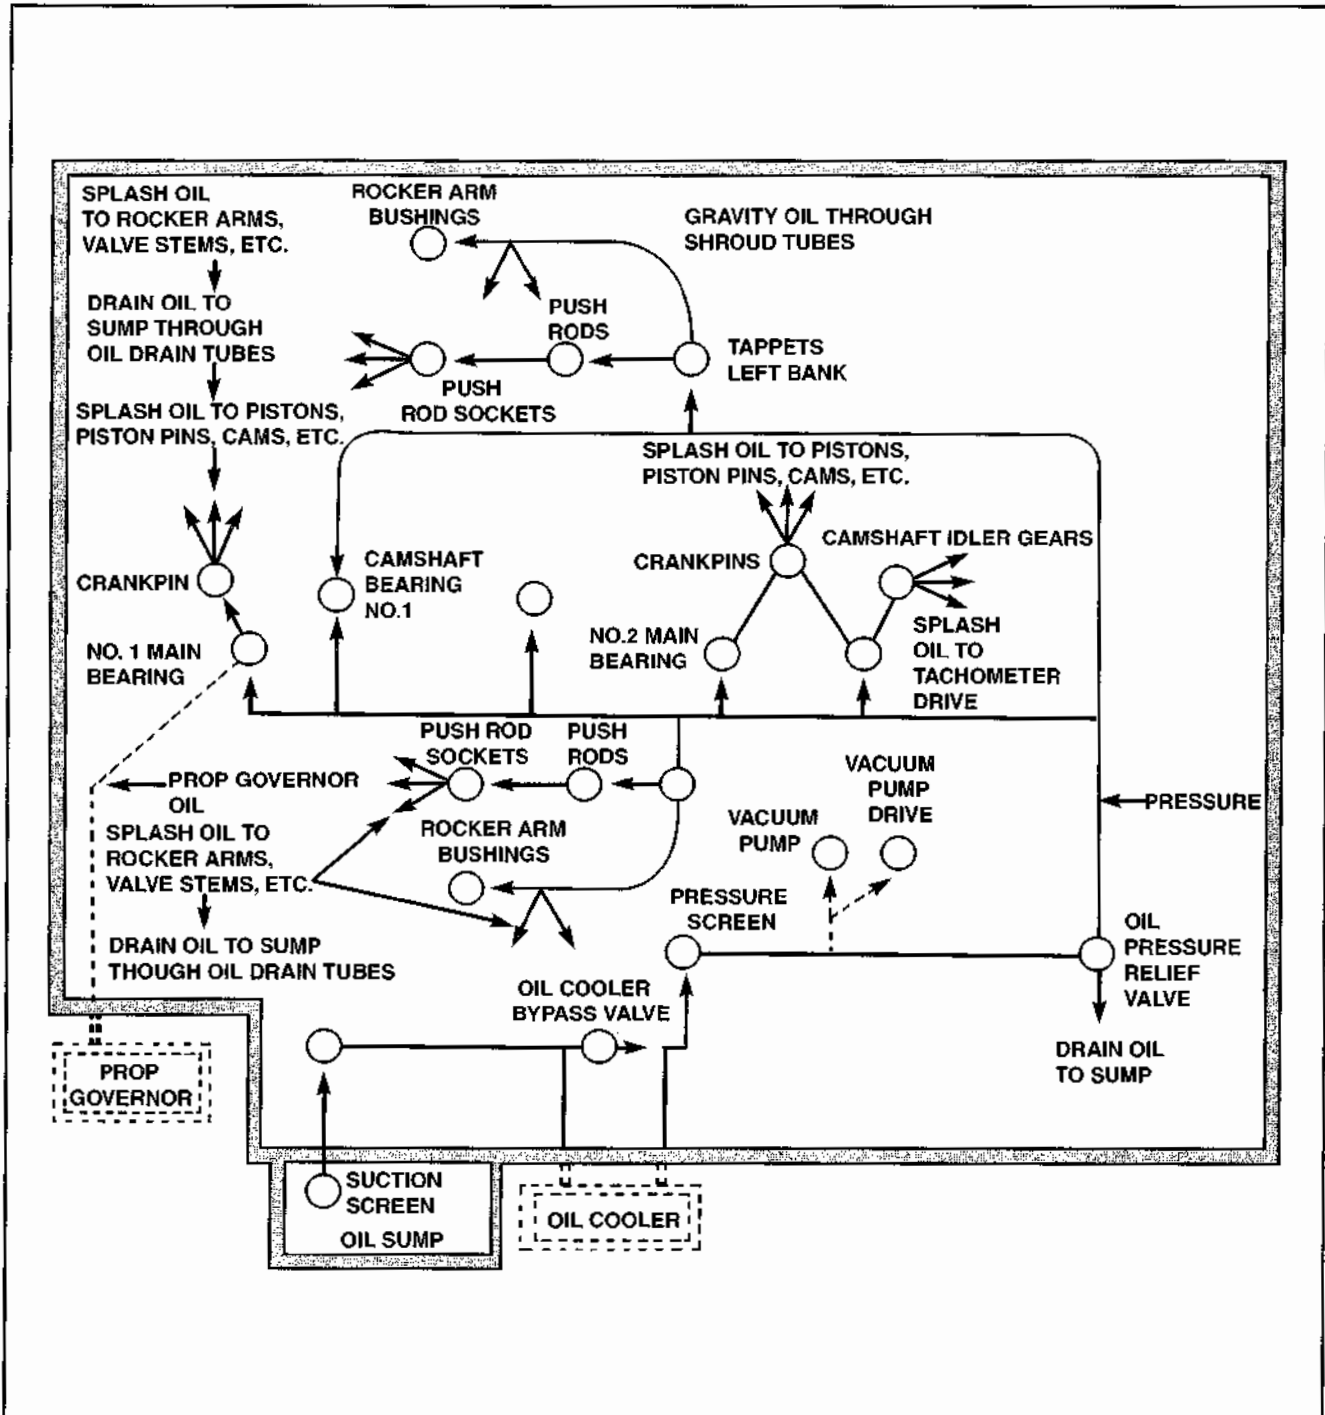 SPLASH OIL
TO ROCKER ARMS,
VALVE STEMS, ETC.
DRAIN OIL TO
SUMP THROUGH
OIL DRAIN TUBES
SPLASH OIL TO PISTONS,
PISTON PINS, CAMS, ETC.
CRANKPIN
NO. 1 MAIN
BEARING
ROCKER ARM
BUSHINGS
GRAVITY OIL THROUGH
SHROUD TUBES
PUSH
RODS
TAPPETS
LEFT BANK
PUSH
ROD SOCKETS
SPLASH OIL TO PISTONS,
PISTON PINS, CAMS, ETC.
CAMSHAFT
BEARING
NO.1
CRANKPINS
CAMSHAFT IDLER GEARS
NO.2 MAIN
BEARING
SPLASH
OIL TO
TACHOMETER
DRIVE
PUSH ROD
SOCKETS
PUSH
RODS
PROP GOVERNOR
OIL
SPLASH OIL TO
ROCKER ARMS,
VALVE STEMS, ETC.
DRAIN OIL TO SUMP
THOUGH OIL DRAIN TUBES
ROCKER ARM
BUSHINGS
VACUUM
PUMP
DRIVE
VACUUM
PUMP
PRESSURE
PRESSURE
SCREEN
OIL
PRESSURE
RELIEF
VALVE
OIL COOLER
BYPASS VALVE
DRAIN OIL
TO SUMP
PROP
GOVERNOR
SUCTION
SCREEN
OIL SUMP
OIL COOLER